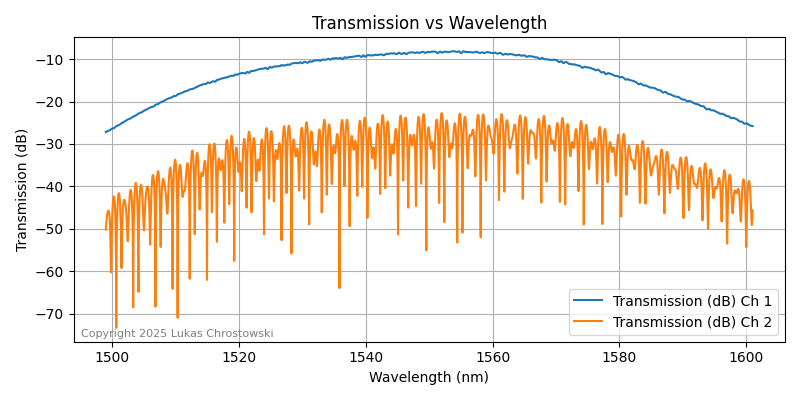 Transmission vs Wavelength
Transmission (dB)
−10
−20
−30
−40
−50
−60
−70
Transmission (dB) Ch 1
Transmission (dB) Ch 2
Copyright 2025 Lukas Chrostowski
1500
1520
1540
1560
1580
1600
Wavelength (nm)